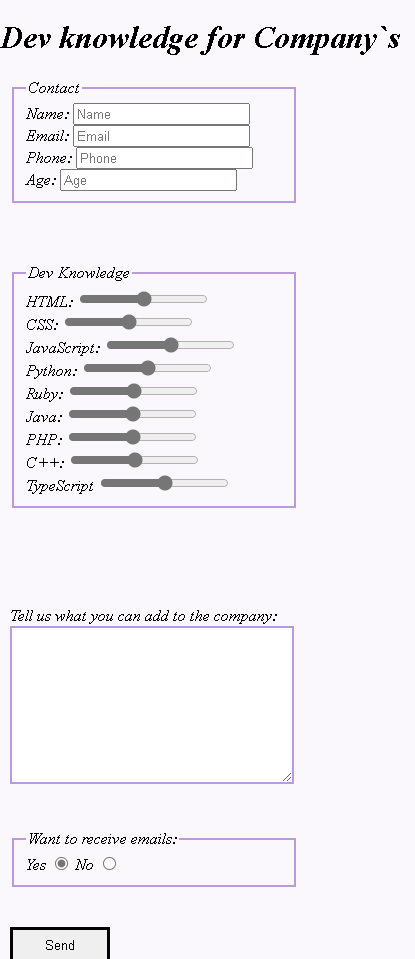 Dev knowledge for Company`s
Contact
Name: Name
Email: Email
Phone: Phone
Age: Age
Dev Knowledge
HTML:
CSS:
JavaScript:
Python:
Ruby:
Java:
PHP:
C++:
TypeScript
Tell us what you can add to the company:
Want to receive emails:
Yes No
Send